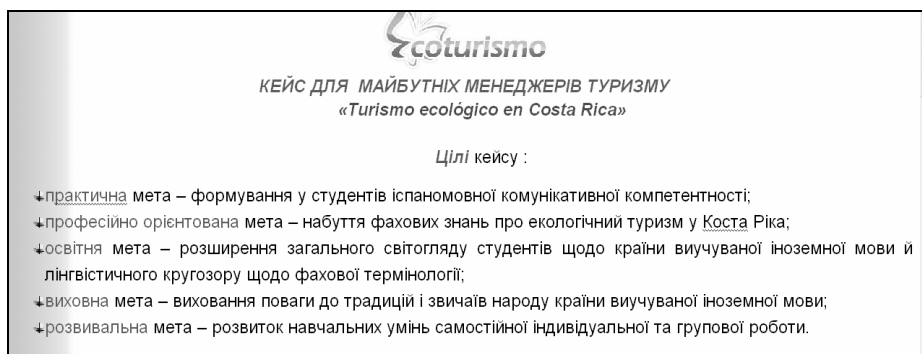 Ecoturismo
КЕЙС ДЛЯ МАЙБУТНІХ МЕНЕДЖЕРІВ ТУРИЗМУ
«Turismo ecológico en Costa Rica»
Цілі кейсу :
практична мета – формування у студентів іспаномовної комунікативної компетентності;
професійно орієнтована мета – набуття фахових знань про екологічний туризм у Коста Ріка;
освітня мета – розширення загального світогляду студентів щодо країни виучуваної іноземної мови й
лінгвістичного кругозору щодо фахової термінології;
виховна мета – виховання поваги до традицій і звичаїв народу країни виучуваної іноземної мови;
розвивальна мета – розвиток навчальних умінь самостійної індивідуальної та групової роботи.